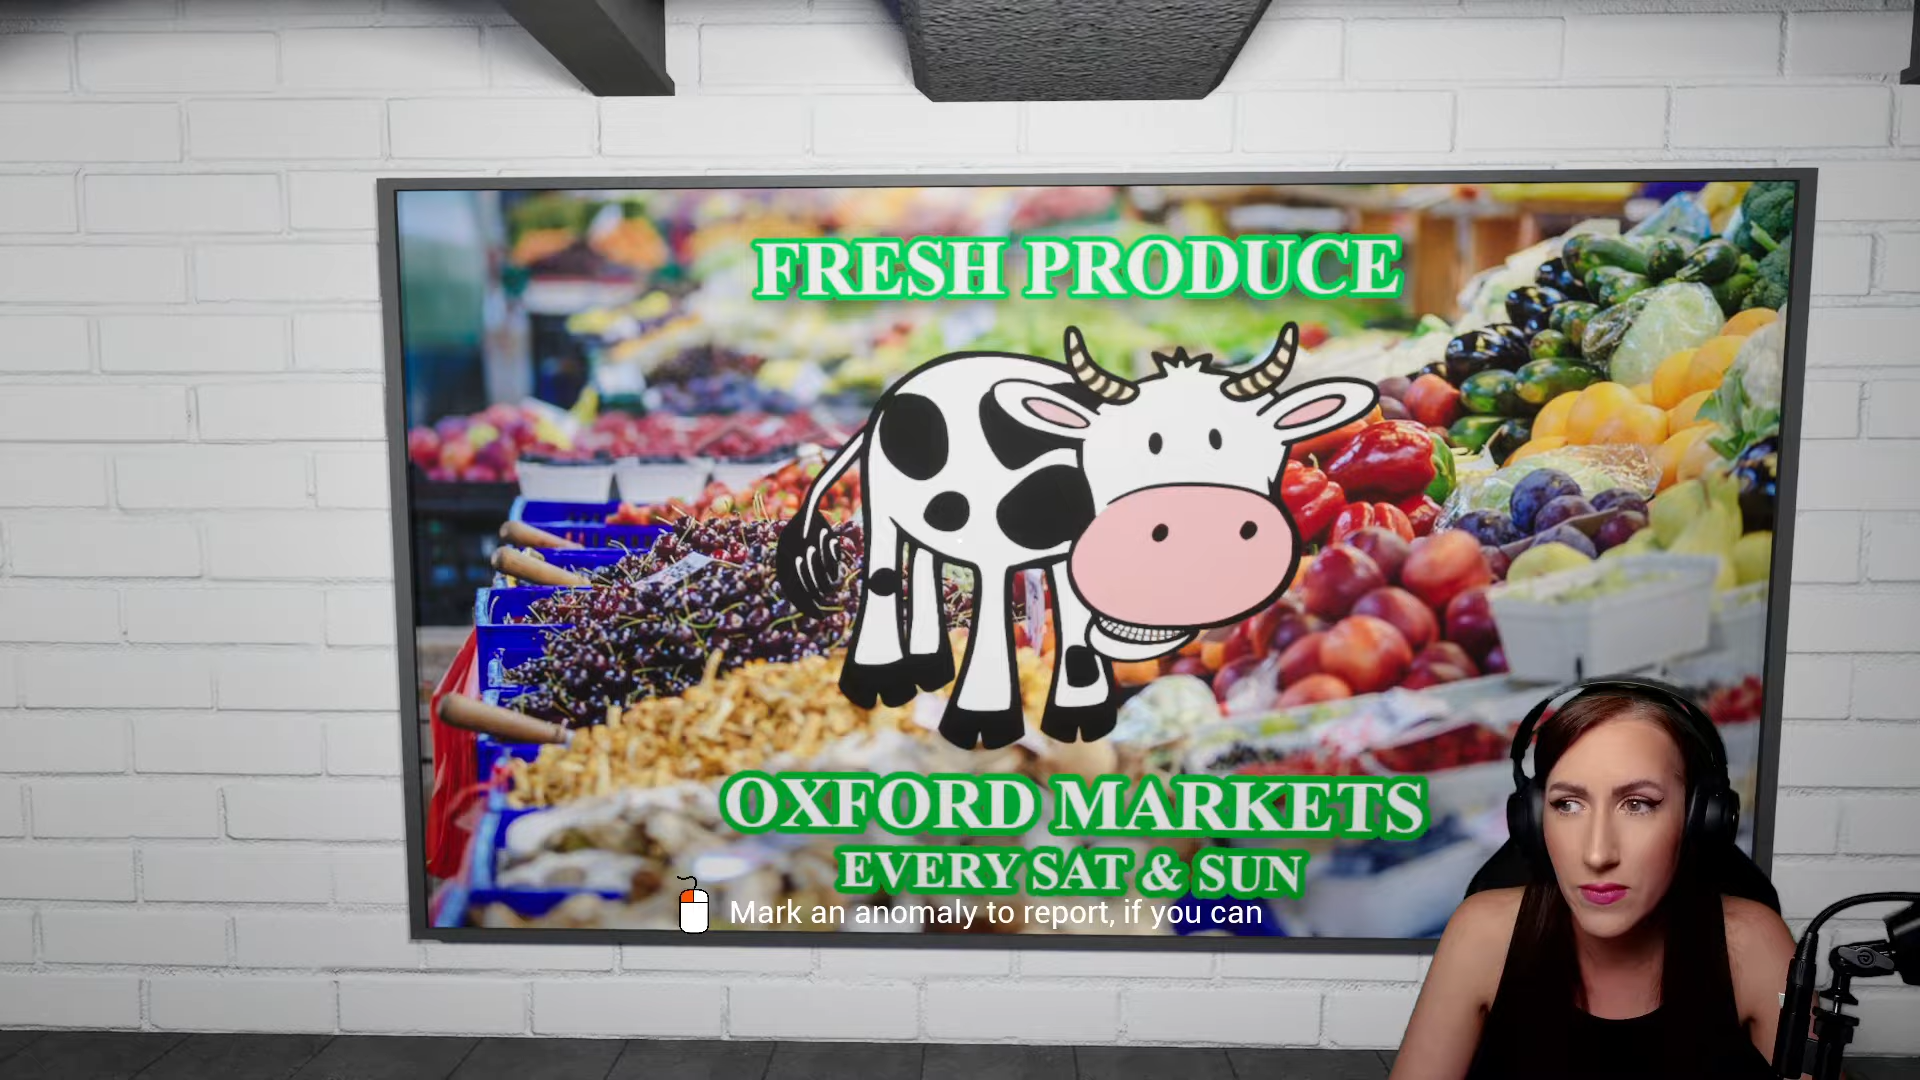 FRESH PRODUCE
OXFORD MARKETS
EVERY SAT & SUN
Mark an anomaly to report, if you can